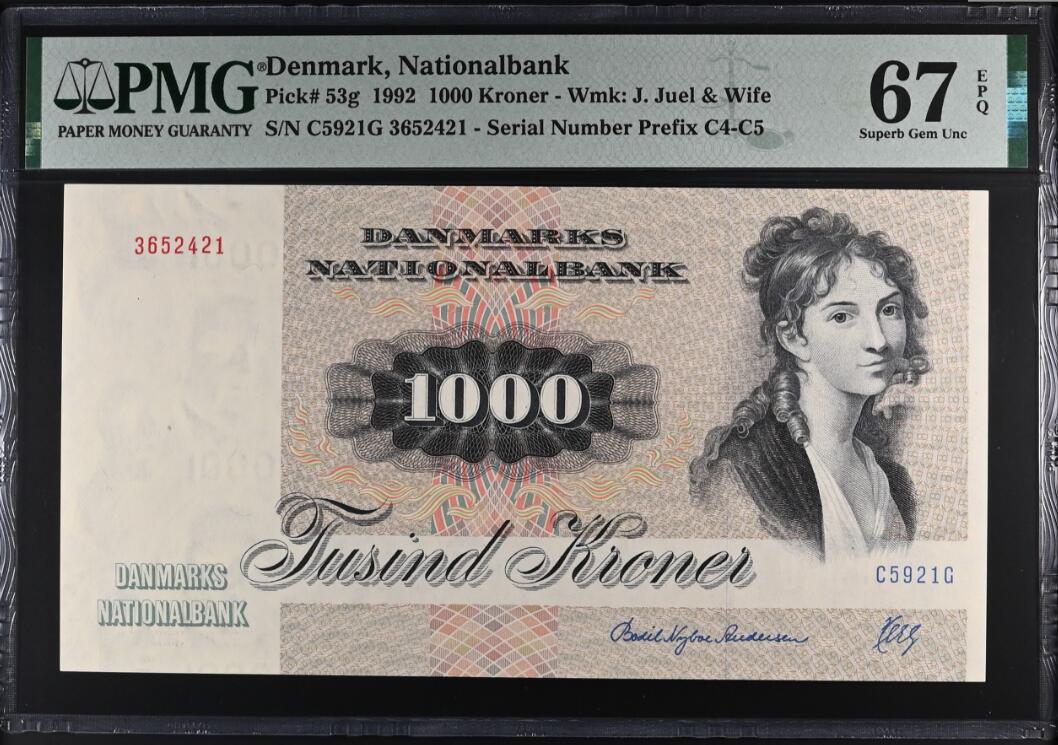 PMG®
PAPER MONEY GUARANTY
Denmark, Nationalbank
Pick# 53g 1992 1000 Kroner - Wmk: J. Juel & Wife
S/N C5921G 3652421 - Serial Number Prefix C4-C5
67
EPQ
Superb Gem Unc
3652421
DANMARKS
NATIONALBANK
1000
Tusind Kroner
DANMARKS
NATIONALBANK
C5921G
Bodil Nyboe Andersen